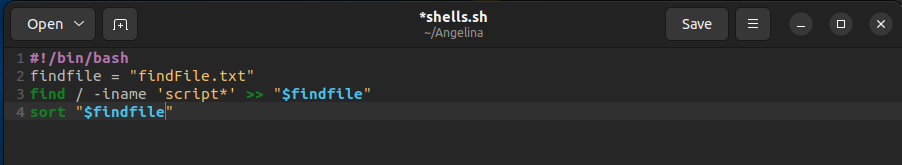 Open
*shells.sh
~/Angelina
Save
1 #!/bin/bash
2 findfile = "findFile.txt"
3 find / -iname 'script*' >> "$findfile"
4 sort "$findfile"